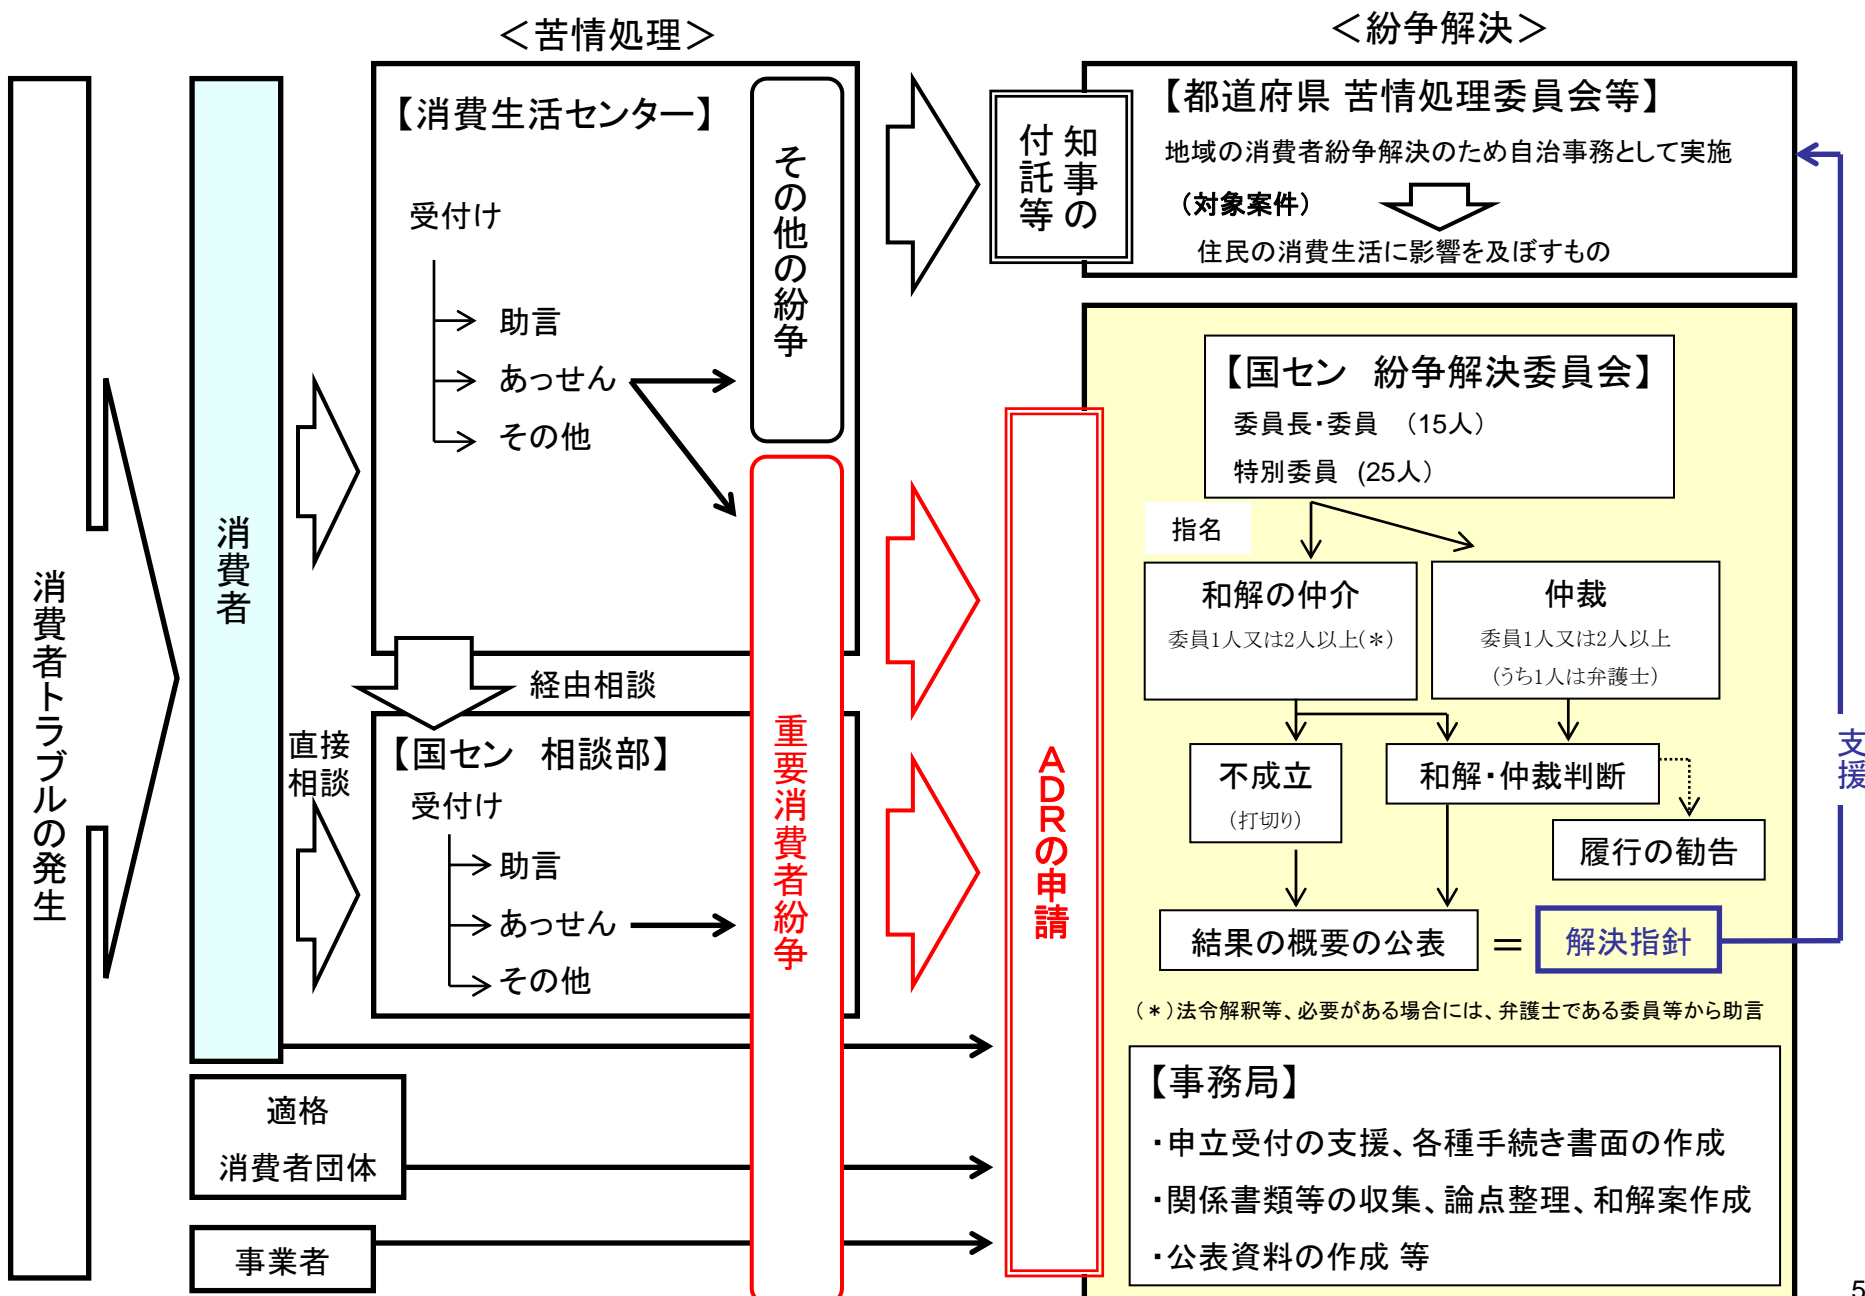 <苦情処理>
<紛争解決>
消費者トラブルの発生
消費者
【消費生活センター】
受付け
助言
あっせん
その他
その他の紛争
経由相談
直接
相談
【国セン 相談部】
受付け
助言
あっせん
その他
重要消費者紛争
適格
消費者団体
事業者
知事の
付託等
ADRの申請
【都道府県 苦情処理委員会等】
地域の消費者紛争解決のため自治事務として実施
(対象案件)
住民の消費生活に影響を及ぼすもの
【国セン 紛争解決委員会】
委員長・委員 (15人)
特別委員 (25人)
指名
和解の仲介
委員1人又は2人以上(*)
仲裁
委員1人又は2人以上
(うち1人は弁護士)
不成立
(打切り)
和解・仲裁判断
履行の勧告
結果の概要の公表
=
解決指針
支援
(*)法令解釈等、必要がある場合には、弁護士である委員等から助言
【事務局】
・申立受付の支援、各種手続き書面の作成
・関係書類等の収集、論点整理、和解案作成
・公表資料の作成 等
5